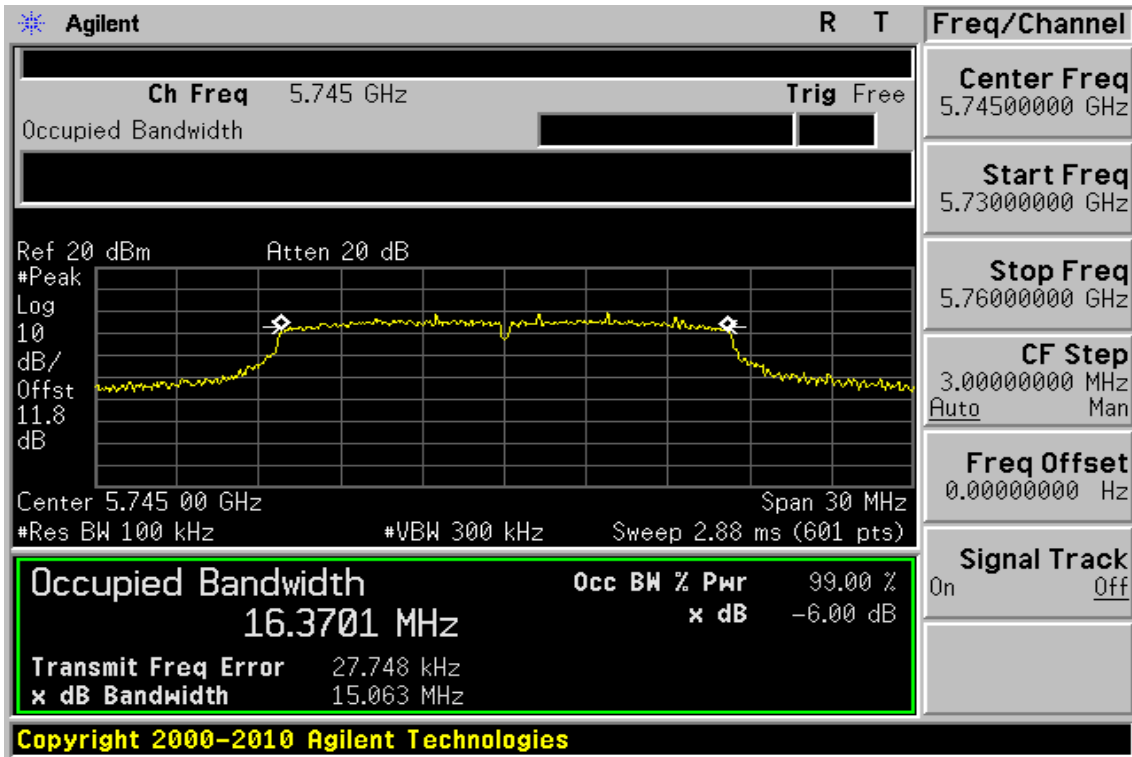 Agilent R T
Freq/Channel
Ch Freq 5.745 GHz Trig Free
Occupied Bandwidth
Center Freq
5.74500000 GHz
Start Freq
5.73000000 GHz
Stop Freq
5.76000000 GHz
CF Step
3.00000000 MHz
Auto Man
Freq Offset
0.00000000 Hz
Signal Track
On Off
Ref 20 dBm Atten 20 dB
#Peak
Log
10
dB/
Offst
11.8
dB
Center 5.745 00 GHz Span 30 MHz
#Res BW 100 kHz #VBW 300 kHz Sweep 2.88 ms (601 pts)
Occupied Bandwidth
16.3701 MHz
Occ BW % Pwr 99.00 %
x dB -6.00 dB
Transmit Freq Error 27.748 kHz
x dB Bandwidth 15.063 MHz
Copyright 2000-2010 Agilent Technologies